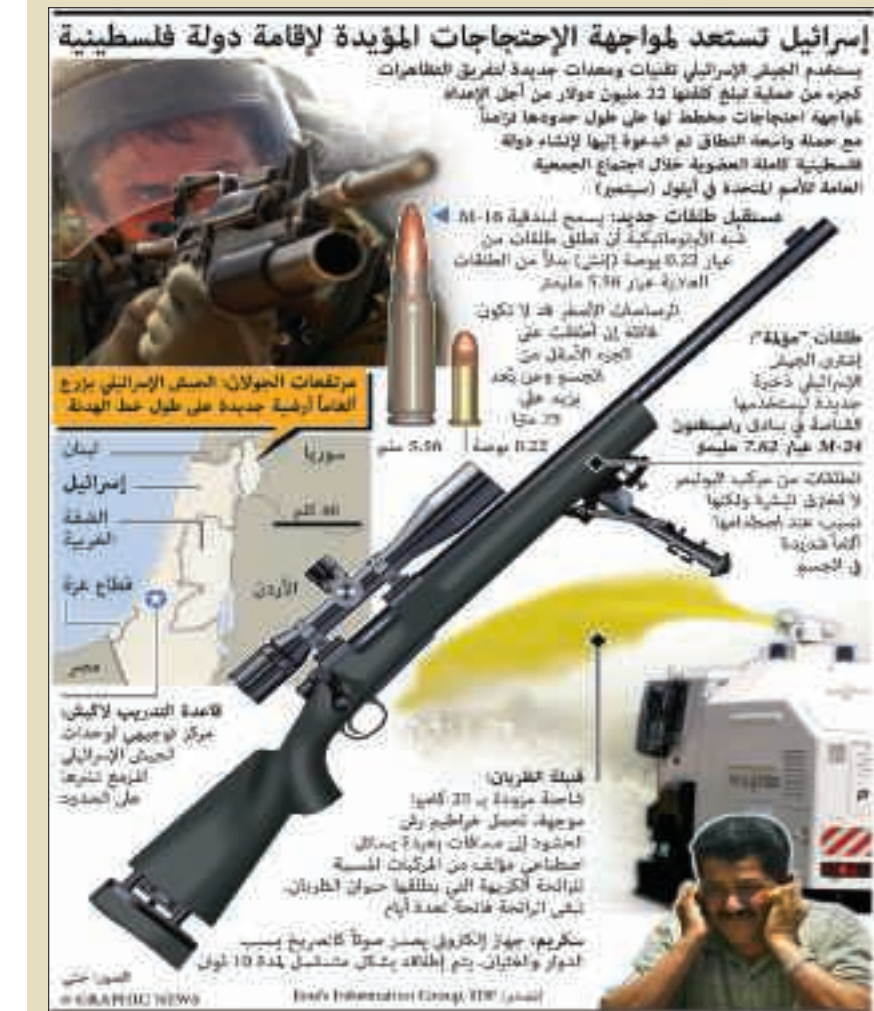 إسرائيل تستعد لمواجهة الإحتجاجات المؤيدة لإقامة دولة فلسطينية
يستخدم الجيش الإسرائيلي تقنيات ومعدات جديدة لتفريق التظاهرات
كجزء من عملية تبلغ كلفتها 22 مليون دولار من أجل الإعداد
لمواجهة احتجاجات مخطط لها على طول حدودها تزامناً
مع حملة واسعة النطاق تم الدعوة إليها لإنشاء دولة
فلسطينية كاملة العضوية خلال اجتماع الجمعية
العامة للأمم المتحدة في أيلول (سبتمبر)
مستقبل طلقات جديد: يسمح لبندقية M-16
شبه الأوتوماتيكية أن تطلق طلقات من
عيار 0.22 بوصة (إنش) بدلاً من الطلقات
العادية عيار 5.56 مليمتر
الرصاصات الأصغر قد لا تكون
قاتلة إن أطلقت على
الجزء الأسفل من
الجسم ومن بُعد
يزيد على
75 متراً
5.56 ملم
0.22 بوصة
طلقات "مؤلمة":
إشترى الجيش
الإسرائيلي ذخيرة
جديدة ليستخدمها
القناصة في بنادق رامينغتون
M-24 عيار 7.62 مليمتر
الطلقات من مركب البوليمر
لا تخترق البشرة ولكنها
تسبب عند اصطدامها
ألماً شديداً
في الجسم
مرتفعات الجولان: الجيش الإسرائيلي يزرع
ألغاماً أرضية جديدة على طول خط الهدنة
لبنان
سوريا
إسرائيل
الضفة
الغربية
كلم
قطاع غزة
الأردن
مصر
قاعدة التدريب لاكيش:
مركز توجيهي لوحدات
الجيش الإسرائيلي
المزمع نشرها
على الحدود
قنبلة الظربان:
شاحنة مزودة بـ
موجهة، تحمل خراطيم رش
الحشود إلى مسافات بعيدة بسائل
اصطناعي مؤلف من المركبات المسببة
للرائحة الكريهة التي يطلقها حيوان الظربان.
تبقى الرائحة عالقة لعدة أيام
سكريم: جهاز إلكتروني يصدر صوتاً كالصريخ يسبب
الدوار والغثيان. يتم إطلاقه بشكل متسلسل لمدة 10 ثوان
© GRAPHIC NEWS
Jane's Information Group, IDF